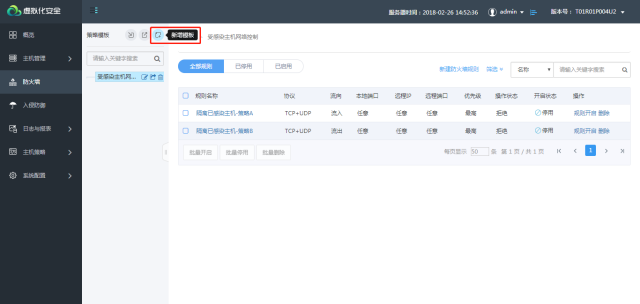 虚拟化安全
服务器时间：2018-02-26 14:52:36
admin
版本号：T01R01P004U2
概览
主机管理
防火墙
入侵防御
日志与报表
主机策略
系统配置
策略模板
新增模板
请输入关键字搜索
受感染主机网...
受感染主机网端控制
全部规则
已停用
已启用
新建防火墙规则
筛选
名称
请输入关键字搜索
规则名称 协议 流向 本地端口 远程IP 远程端口 优先级 操作状态 开启状态 操作
隔离已感染主机-策略A TCP+UDP 流入 任意 任意 任意 最高 拒绝 停用 规则开启 删除
隔离已感染主机-策略B TCP+UDP 流出 任意 任意 任意 最高 拒绝 停用 规则开启 删除
批量开启
批量停用
批量删除
每页显示 50 条 第 1 页 / 共 1 页
1